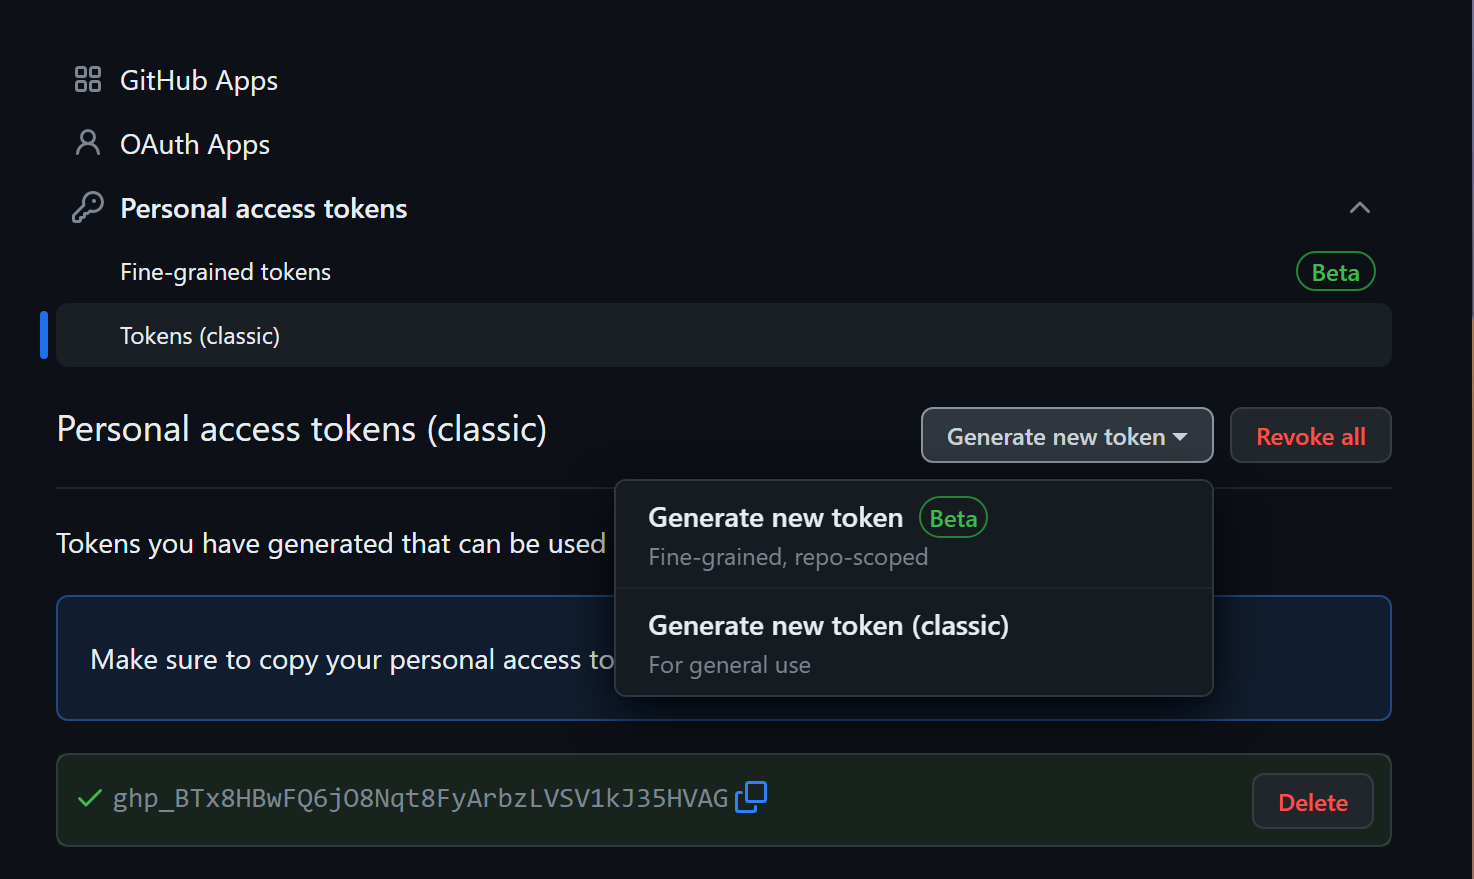 GitHub Apps
OAuth Apps
Personal access tokens
Fine-grained tokens Beta
Tokens (classic)
Personal access tokens (classic) Generate new token Revoke all
Generate new token Beta
Fine-grained, repo-scoped
Tokens you have generated that can be used
Generate new token (classic)
For general use
Make sure to copy your personal access to
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 Delete